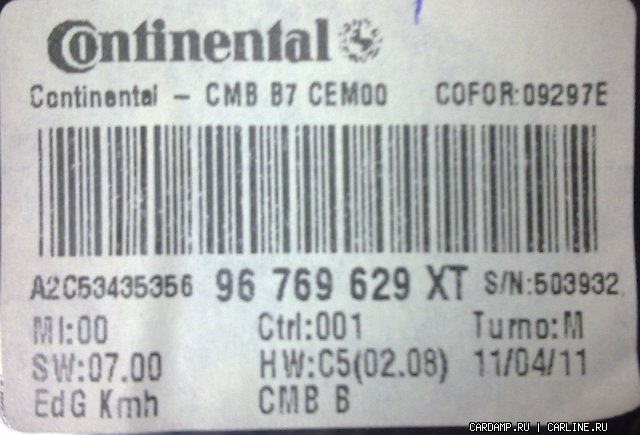 Continental
Continental - CMB B7 CEM00 COFOR:09297E
A2C53435356 96 769 629 XT S/N:503932
MI:00 Ctrl:001 Turno:M
SW:07.00 HW:C5(02.08) 11/04/11
EdG Kmh CMB B
CARDAMP.RU | CARLINE.RU